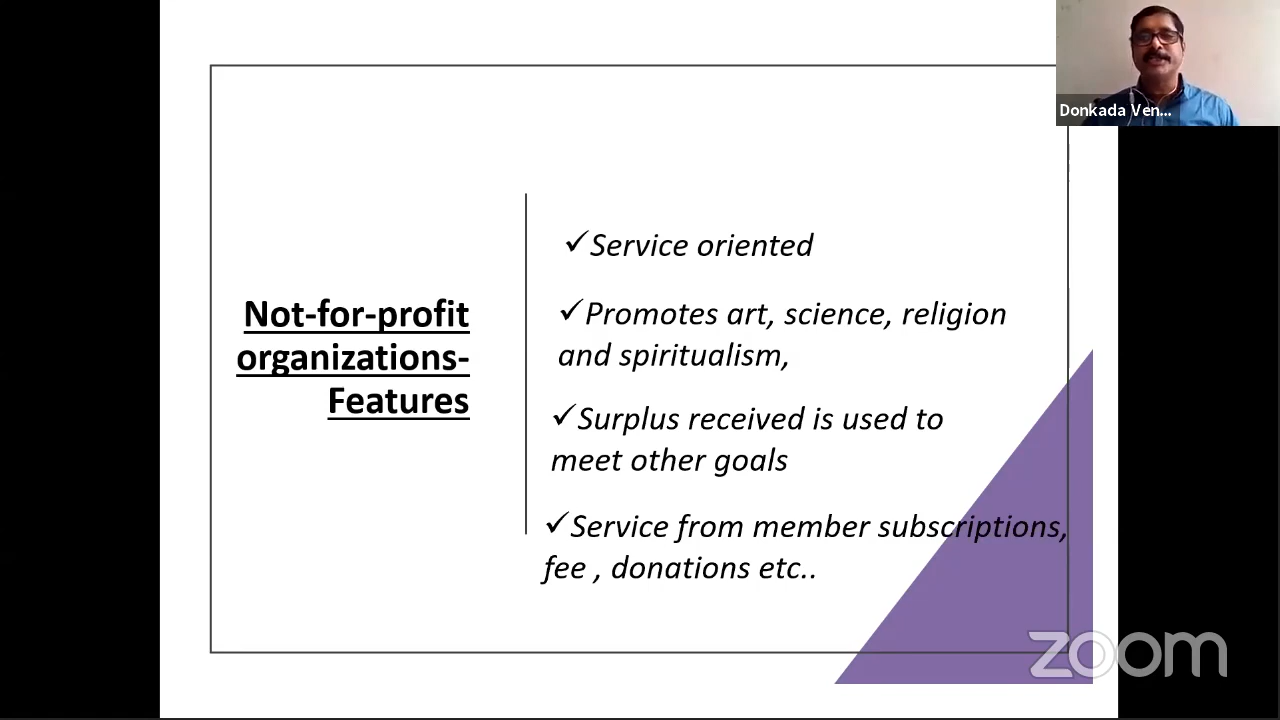 Donkada Ven...
Not-for-profit
organizations-
Features
✓Service oriented
✓Promotes art, science, religion
and spiritualism,
✓Surplus received is used to
meet other goals
✓Service from member subscriptions,
fee , donations etc..
zoom